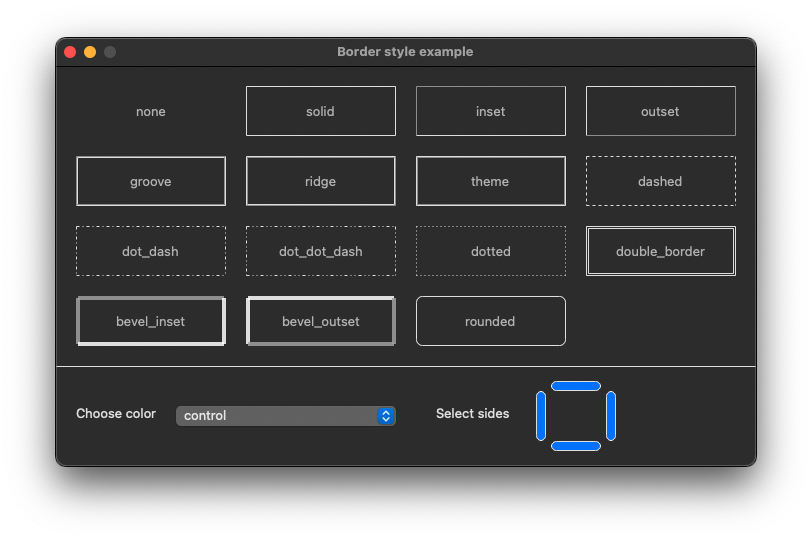 Border style example
none solid inset outset
groove ridge theme dashed
dot_dash dot_dot_dash dotted double_border
bevel_inset bevel_outset rounded
Choose color control Select sides